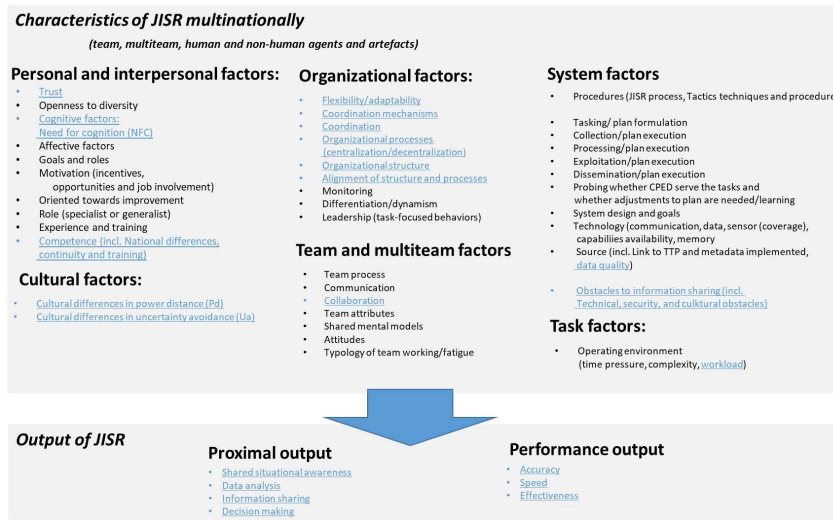 Characteristics of JISR multinationally
(team, multiteam, human and non-human agents and artefacts)
Personal and interpersonal factors:
• Trust
• Openness to diversity
• Cognitive factors:
Need for cognition (NFC)
• Affective factors
• Goals and roles
• Motivation (incentives,
opportunities and job involvement)
• Oriented towards improvement
• Role (specialist or generalist)
• Experience and training
• Competence (incl. National differences,
continuity and training)
Cultural factors:
• Cultural differences in power distance (Pd)
• Cultural differences in uncertainty avoidance (Ua)
Organizational factors:
• Flexibility/adaptability
• Coordination mechanisms
• Coordination
• Organizational processes
(centralization/decentralization)
• Organizational structure
• Alignment of structure and processes
• Monitoring
• Differentiation/dynamism
• Leadership (task-focused behaviors)
Team and multiteam factors
• Team process
• Communication
• Collaboration
• Team attributes
• Shared mental models
• Attitudes
• Typology of team working/fatigue
System factors
• Procedures (JISR process, Tactics techniques and procedure
• Tasking/ plan formulation
• Collection/plan execution
• Processing/plan execution
• Exploitation/plan execution
• Dissemination/plan execution
• Probing whether CPED serve the tasks and
whether adjustments to plan are needed/learning
• System design and goals
• Technology (communication, data, sensor (coverage),
capabiliies availability, memory
• Source (incl. Link to TTP and metadata implemented,
data quality)
• Obstacles to information sharing (incl.
Technical, security, and culktural obstacles)
Task factors:
• Operating environment
(time pressure, complexity, workload)
Output of JISR
Proximal output
• Shared situational awareness
• Data analysis
• Information sharing
• Decision making
Performance output
• Accuracy
• Speed
• Effectiveness